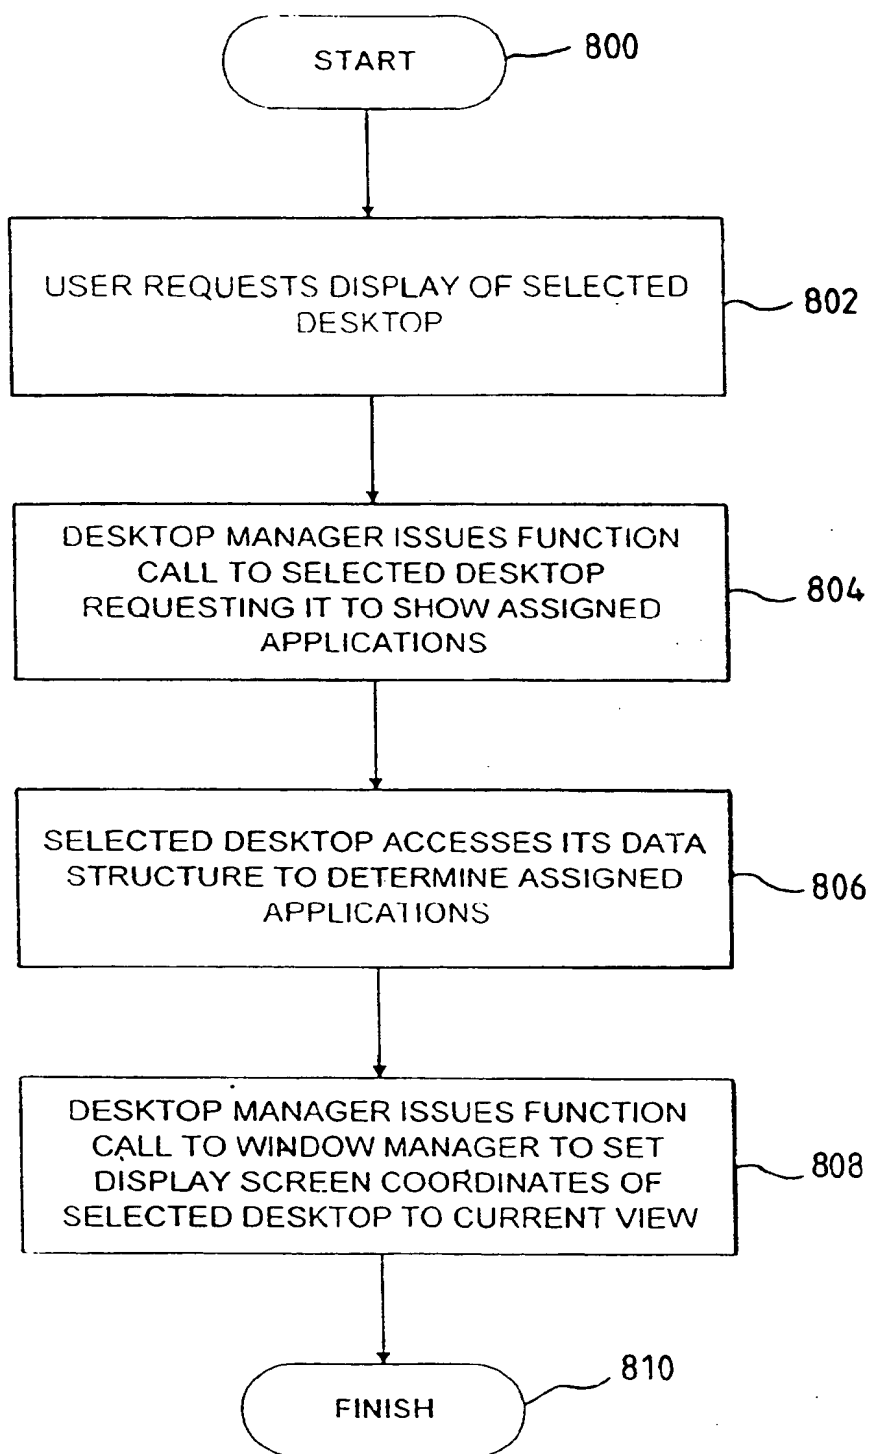 START
800
USER REQUESTS DISPLAY OF SELECTED
DESKTOP
802
DESKTOP MANAGER ISSUES FUNCTION
CALL TO SELECTED DESKTOP
REQUESTING IT TO SHOW ASSIGNED
APPLICATIONS
804
SELECTED DESKTOP ACCESSES ITS DATA
STRUCTURE TO DETERMINE ASSIGNED
APPLICATIONS
806
DESKTOP MANAGER ISSUES FUNCTION
CALL TO WINDOW MANAGER TO SET
DISPLAY SCREEN COORDINATES OF
SELECTED DESKTOP TO CURRENT VIEW
808
FINISH
810